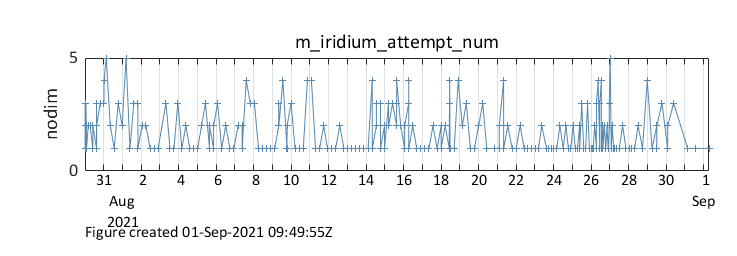 m_iridium_attempt_num
5
nodim
0
31 2 4 6 8 10 12 14 16 18 20 22 24 26 28 30 1
Aug Sep
2021
Figure created 01-Sep-2021 09:49:55Z